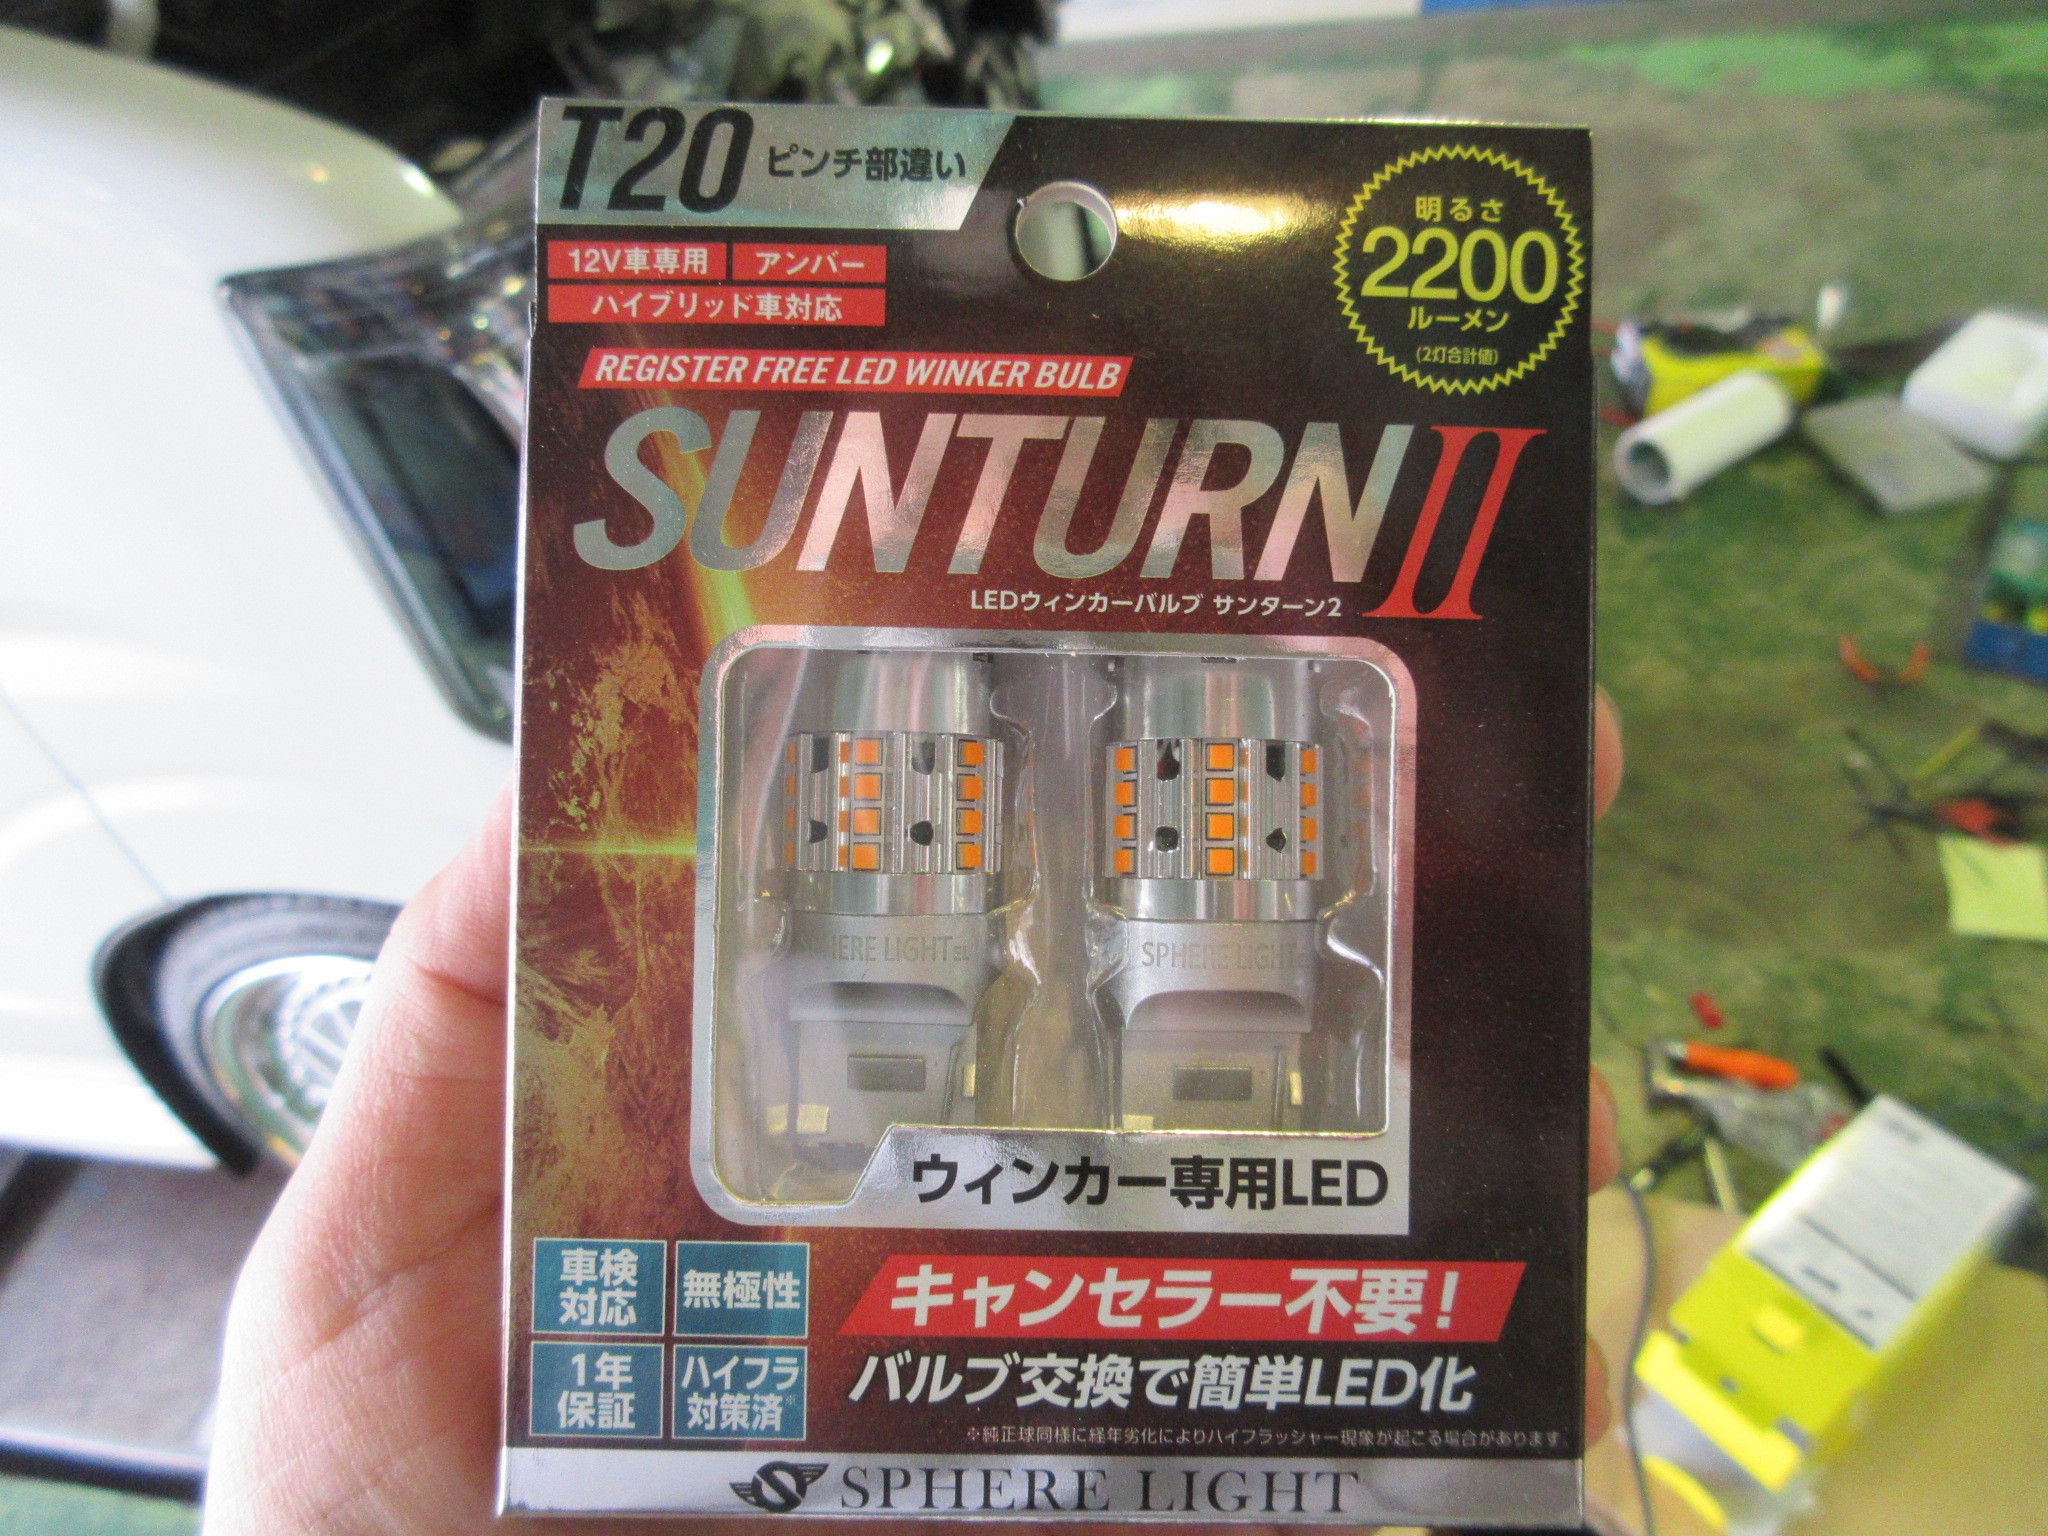 T20 ピンチ部違い
12V車専用 アンバー
ハイブリッド車対応
明るさ
2200
ルーメン
(2灯合計値)
REGISTER FREE LED WINKER BULB
SUNTURN II
LEDウィンカーバルブ サンターン2
HERE LIGHT SL
SPHERE LIGHT
ウィンカー専用LED
車検
対応
無極性
1年
保証
ハイフラ
対策済※
キャンセラー不要!
バルブ交換で簡単LED化
※純正球同様に経年劣化によりハイフラッシャー現象が起こる場合があります
SPHERE LIGHT